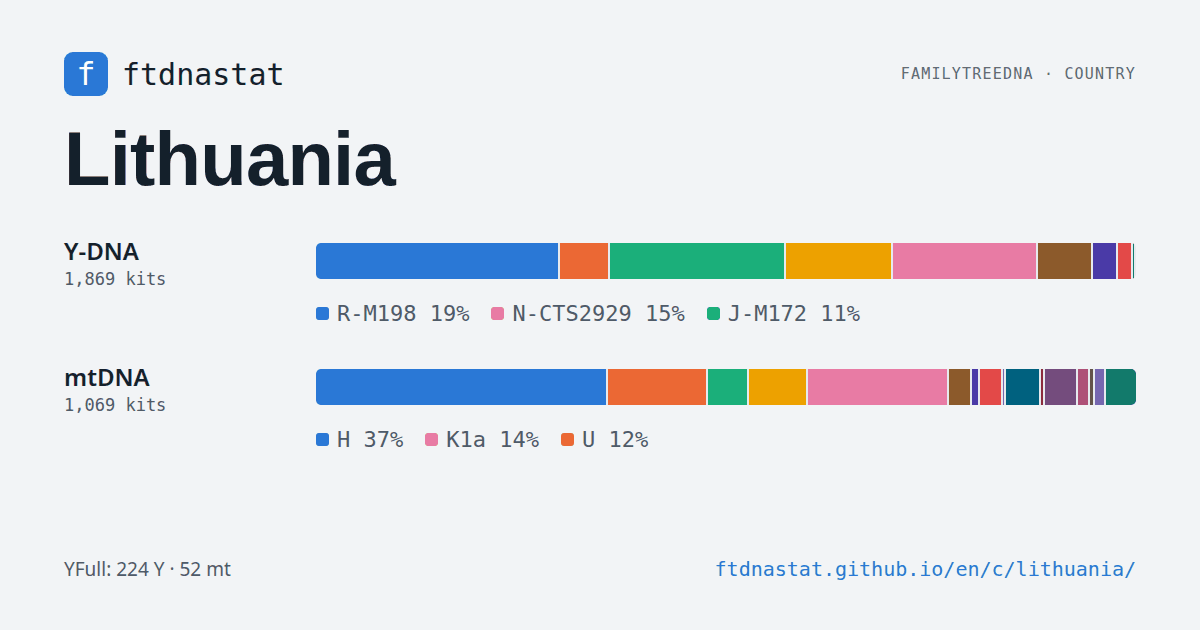 f ftdnastat
FAMILYTREEDNA · COUNTRY
Lithuania
Y-DNA
1,869 kits
R-M198 19% N-CTS2929 15% J-M172 11%
mtDNA
1,069 kits
H 37% K1a 14% U 12%
YFull: 224 Y · 52 mt
ftdnastat.github.io/en/c/lithuania/